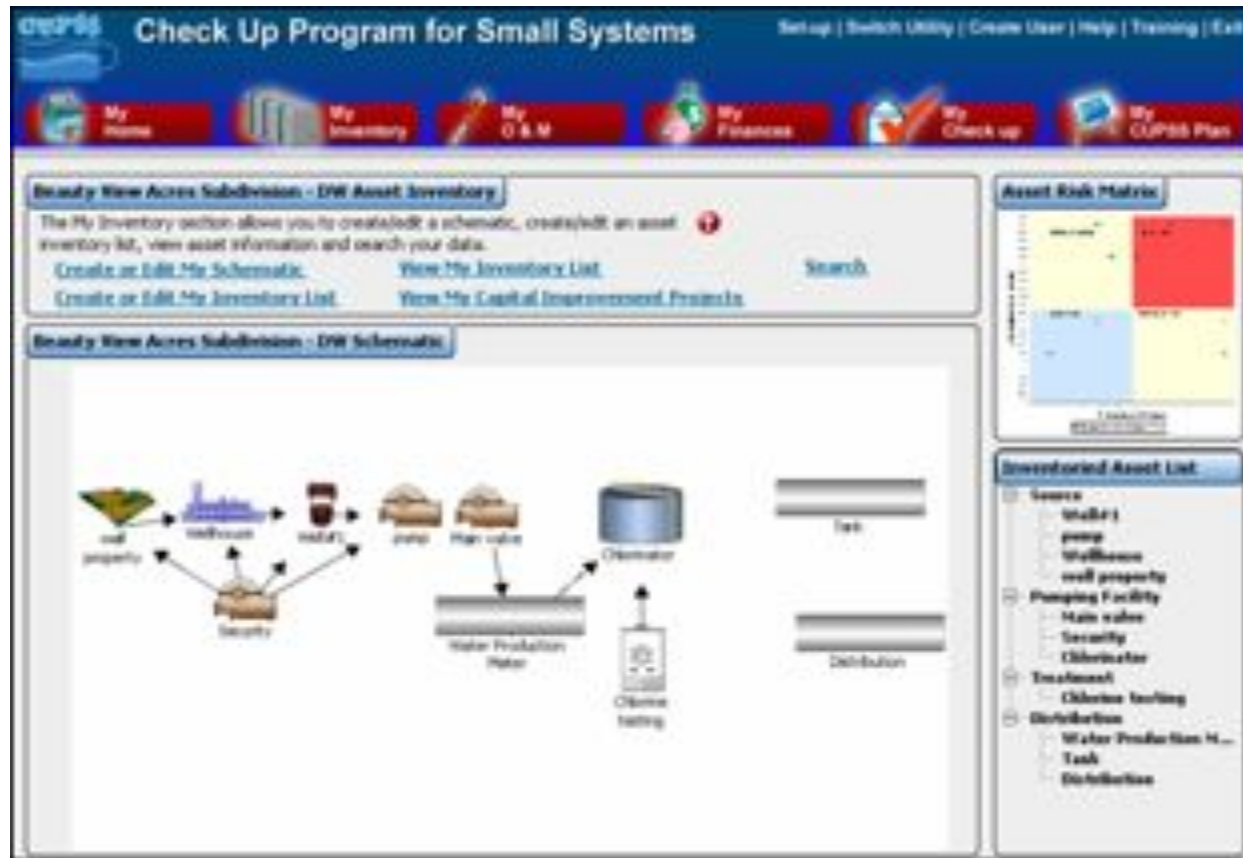 CUPSS
Check Up Program for Small Systems
Set-up | Switch Utility | Create User | Help | Training | Exit
My
Home
My
Inventory
My
O & M
My
Finances
My
Check up
My
CUPSS Plan
Beauty View Acres Subdivision - DW Asset Inventory
The My Inventory section allows you to create/edit a schematic, create/edit an asset
inventory list, view asset information and search your data.
Create or Edit My Schematic
View My Inventory List
Search
Create or Edit My Inventory List
View My Capital Improvement Projects
Beauty View Acres Subdivision - DW Schematic
well
property
Wellhouse
Well#1
pump
Main valve
Chlorinator
Tank
Security
Water Production
Meter
Distribution
Chlorine
testing
Asset Risk Matrix
Inventoried Asset List
Source
Well#1
pump
Wellhouse
well property
Pumping Facility
Main valve
Security
Chlorinator
Treatment
Chlorine testing
Distribution
Water Production M...
Tank
Distribution